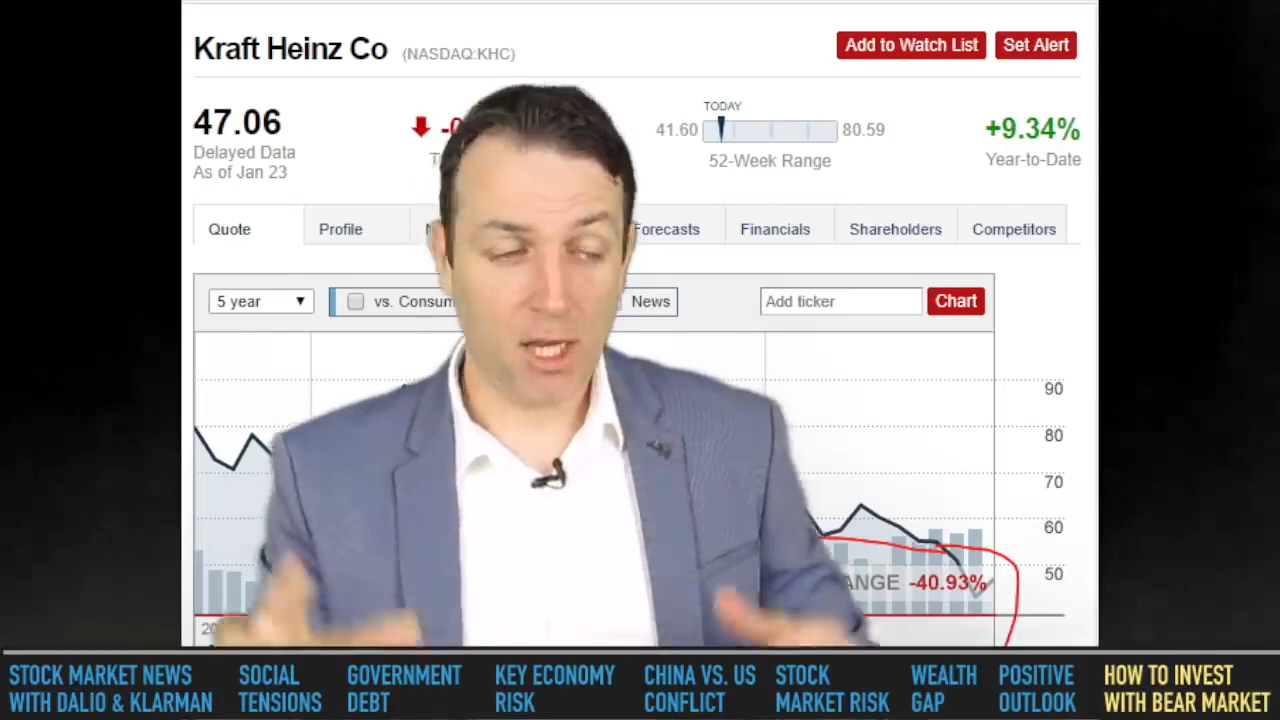 Kraft Heinz Co (NASDAQ:KHC)
Add to Watch List
Set Alert
47.06
Delayed Data
As of Jan 23
TODAY
41.60
80.59
52-Week Range
+9.34%
Year-to-Date
Quote
Profile
Forecasts
Financials
Shareholders
Competitors
5 year
vs.
News
Add ticker
Chart
90
80
70
60
50
-40.93%
STOCK MARKET NEWS
WITH DALIO & KLARMAN
SOCIAL
TENSIONS
GOVERNMENT
DEBT
KEY ECONOMY
RISK
CHINA VS. US
CONFLICT
STOCK
MARKET RISK
WEALTH
GAP
POSITIVE
OUTLOOK
HOW TO INVEST
WITH BEAR MARKET